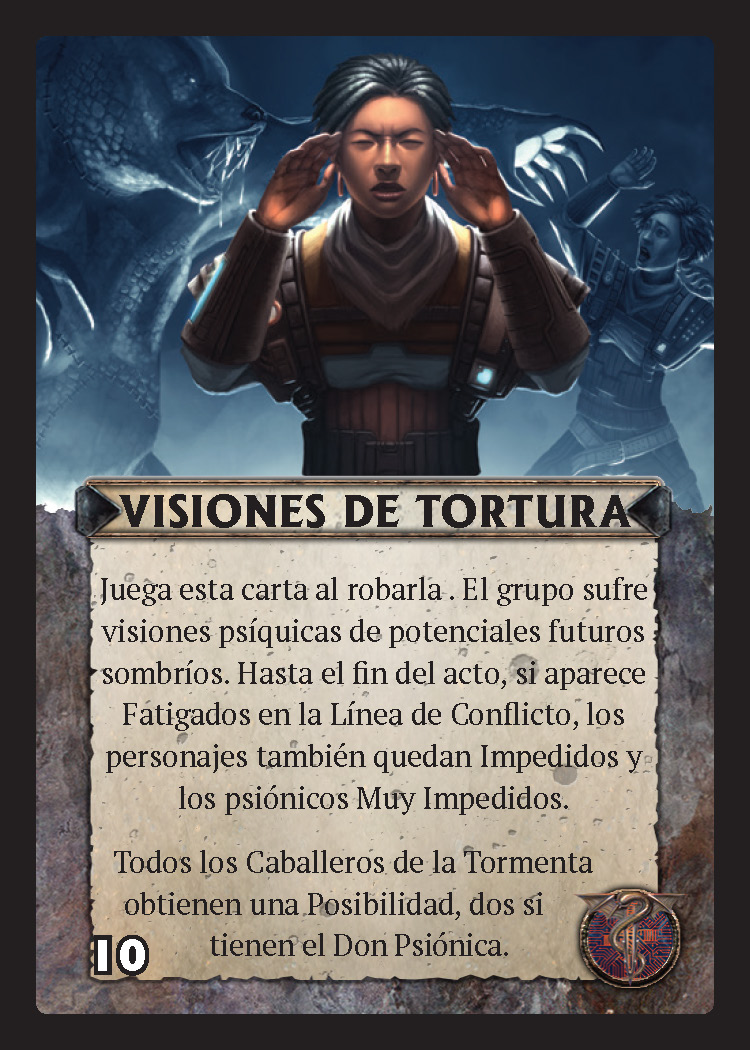 VISIONES DE TORTURA
Juega esta carta al robarla . El grupo sufre
visiones psíquicas de potenciales futuros
sombríos. Hasta el fin del acto, si aparece
Fatigados en la Línea de Conflicto, los
personajes también quedan Impedidos y
los psiónicos Muy Impedidos.
Todos los Caballeros de la Tormenta
obtienen una Posibilidad, dos si
tienen el Don Psiónica.
10